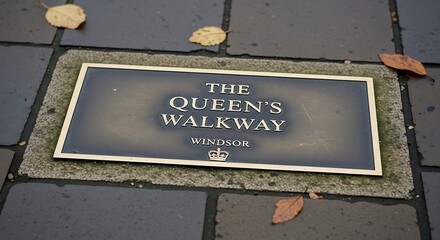 THE
QUEEN'S
WALKWAY
WINDSOR